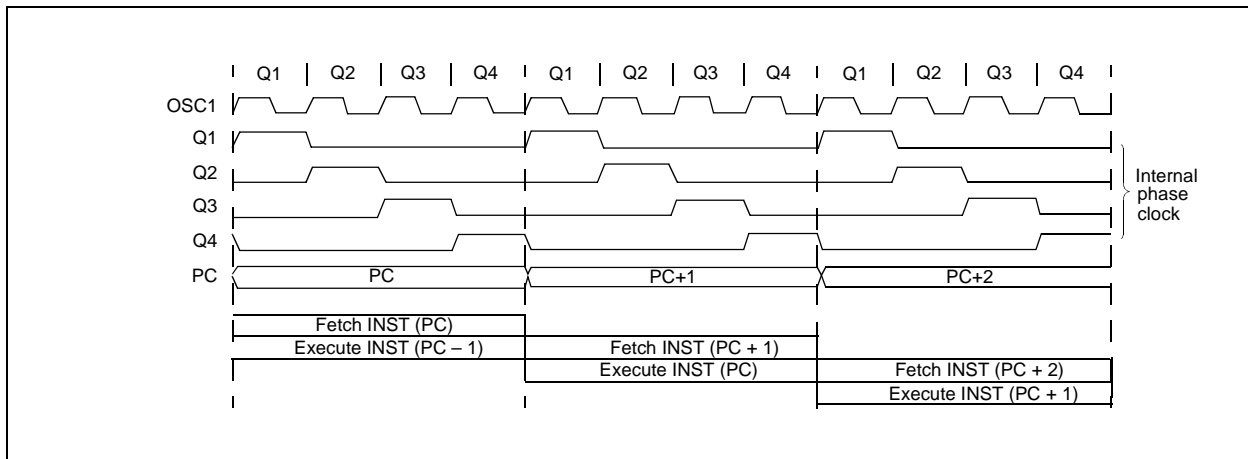 Q1 Q2 Q3 Q4 Q1 Q2 Q3 Q4 Q1 Q2 Q3 Q4
OSC1
Q1
Q2
Q3
Q4
PC PC PC+1 PC+2
Internal
phase
clock
Fetch INST (PC)
Execute INST (PC – 1) Fetch INST (PC + 1)
Execute INST (PC) Fetch INST (PC + 2)
Execute INST (PC + 1)